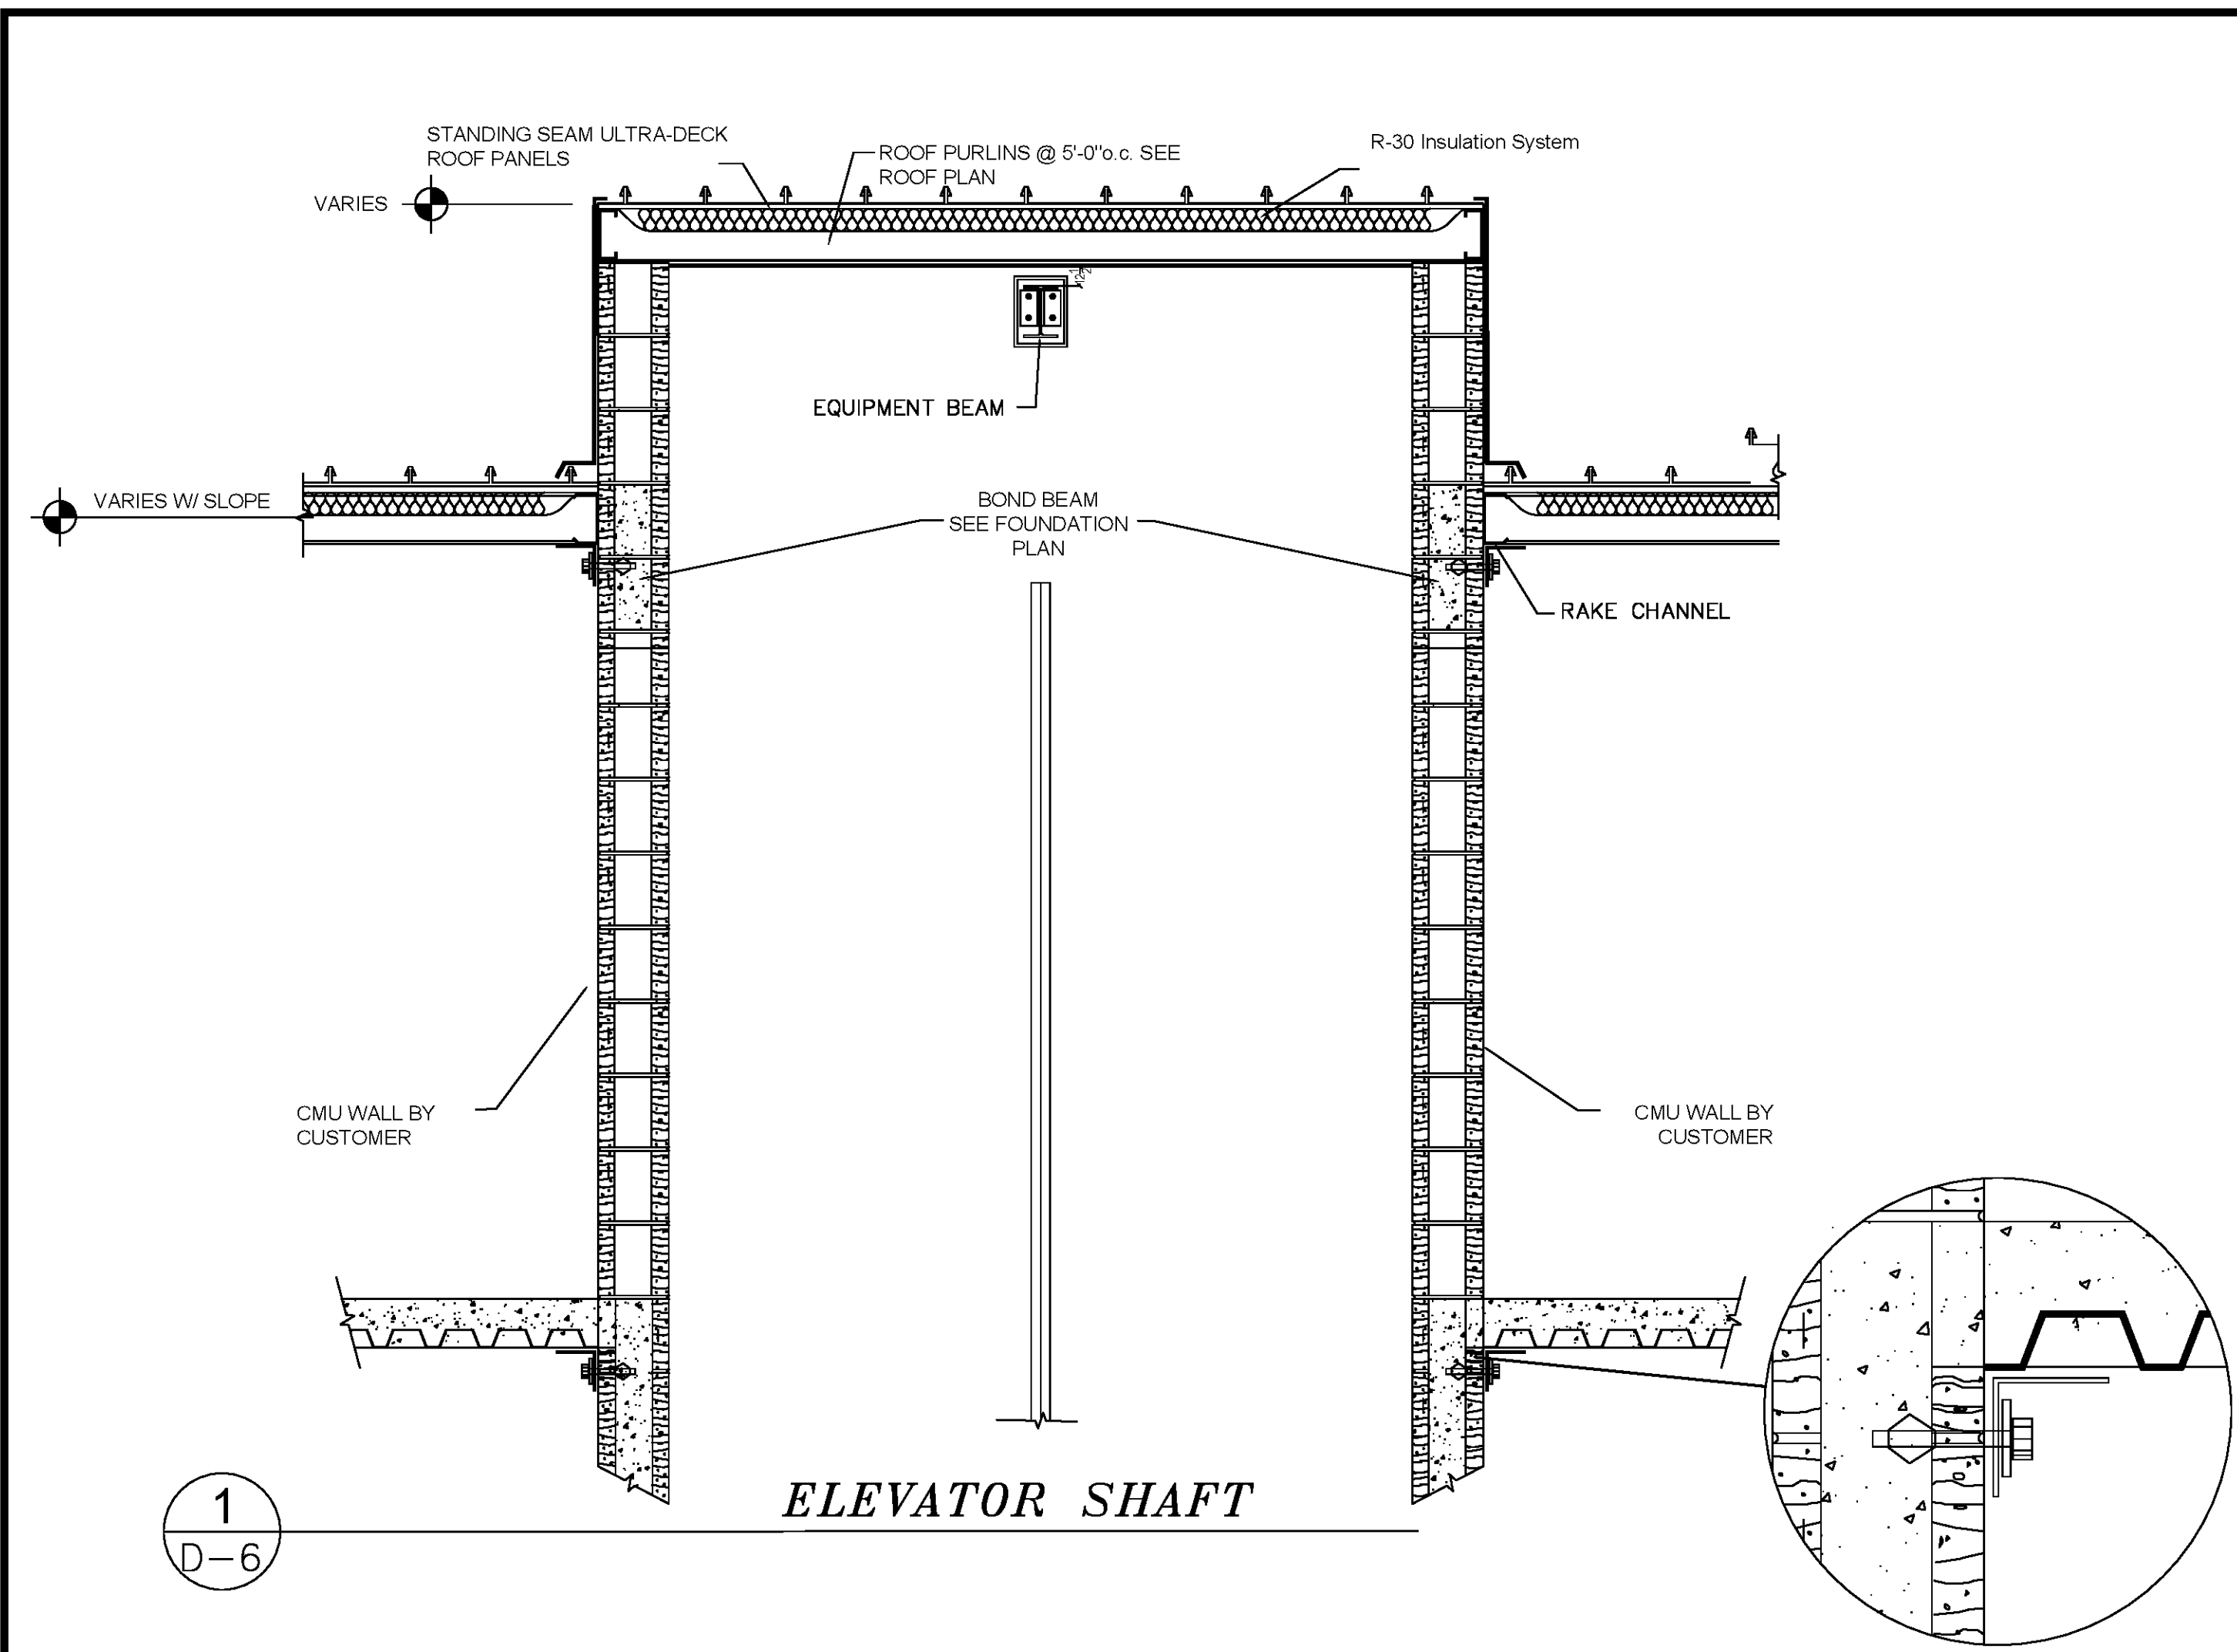 STANDING SEAM ULTRA-DECK
ROOF PANELS
ROOF PURLINS @ 5'-0"o.c. SEE
ROOF PLAN
R-30 Insulation System
VARIES
EQUIPMENT BEAM
VARIES W/ SLOPE
BOND BEAM
SEE FOUNDATION
PLAN
RAKE CHANNEL
CMU WALL BY
CUSTOMER
CMU WALL BY
CUSTOMER
ELEVATOR SHAFT
1
D-6